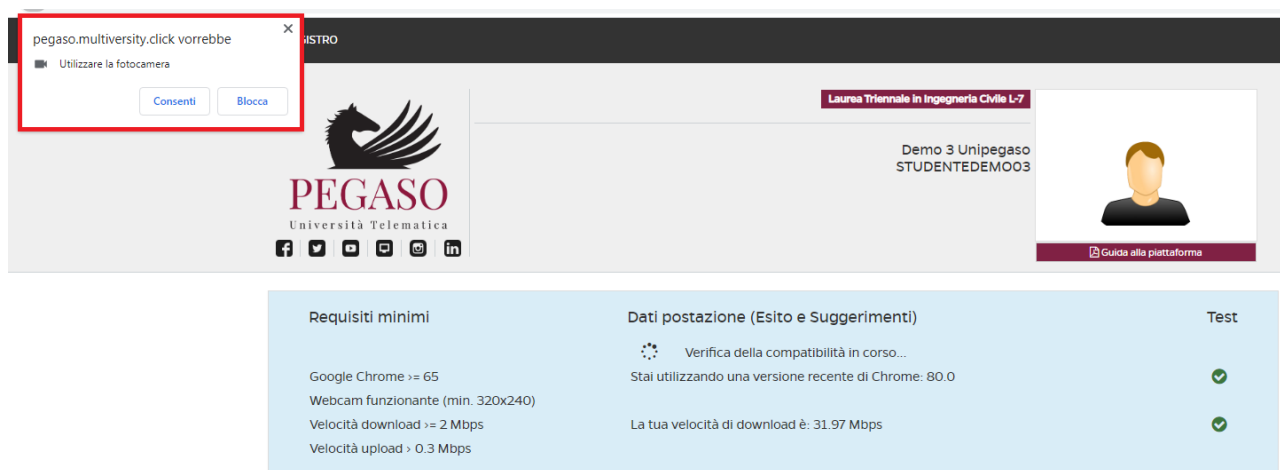 pegaso.multiversity.click vorrebbe
Utilizzare la fotocamera
Consenti Blocca
ISTRO
Laurea Triennale in Ingegneria Civile L-7
Demo 3 Unipegaso
STUDENTEDEMO03
PEGASO
Università Telematica
Guida alla piattaforma
Requisiti minimi Dati postazione (Esito e Suggerimenti) Test
Verifica della compatibilità in corso...
Google Chrome >= 65 Stai utilizzando una versione recente di Chrome: 80.0
Webcam funzionante (min. 320x240)
Velocità download >= 2 Mbps La tua velocità di download è: 31.97 Mbps
Velocità upload > 0.3 Mbps